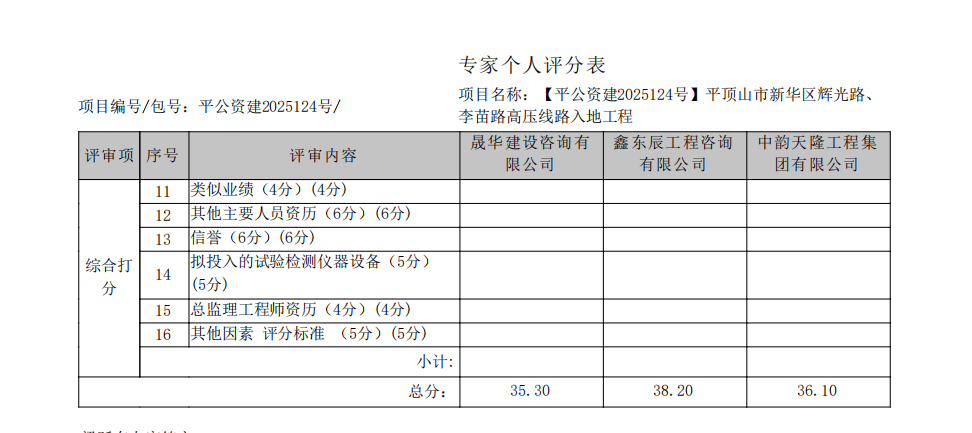 专家个人评分表
项目编号/包号：平公资建2025124号/
项目名称：【平公资建2025124号】平顶山市新华区辉光路、
李苗路高压线路入地工程
评审项 序号 评审内容 晟华建设咨询有限公司 鑫东辰工程咨询有限公司 中韵天隆工程集团有限公司
综合打分
11 类似业绩（4分）(4分)
12 其他主要人员资历（6分）(6分)
13 信誉（6分）(6分)
14 拟投入的试验检测仪器设备（5分）
(5分)
15 总监理工程师资历（4分）(4分)
16 其他因素 评分标准 （5分）(5分)
小计:
总分： 35.30 38.20 36.10